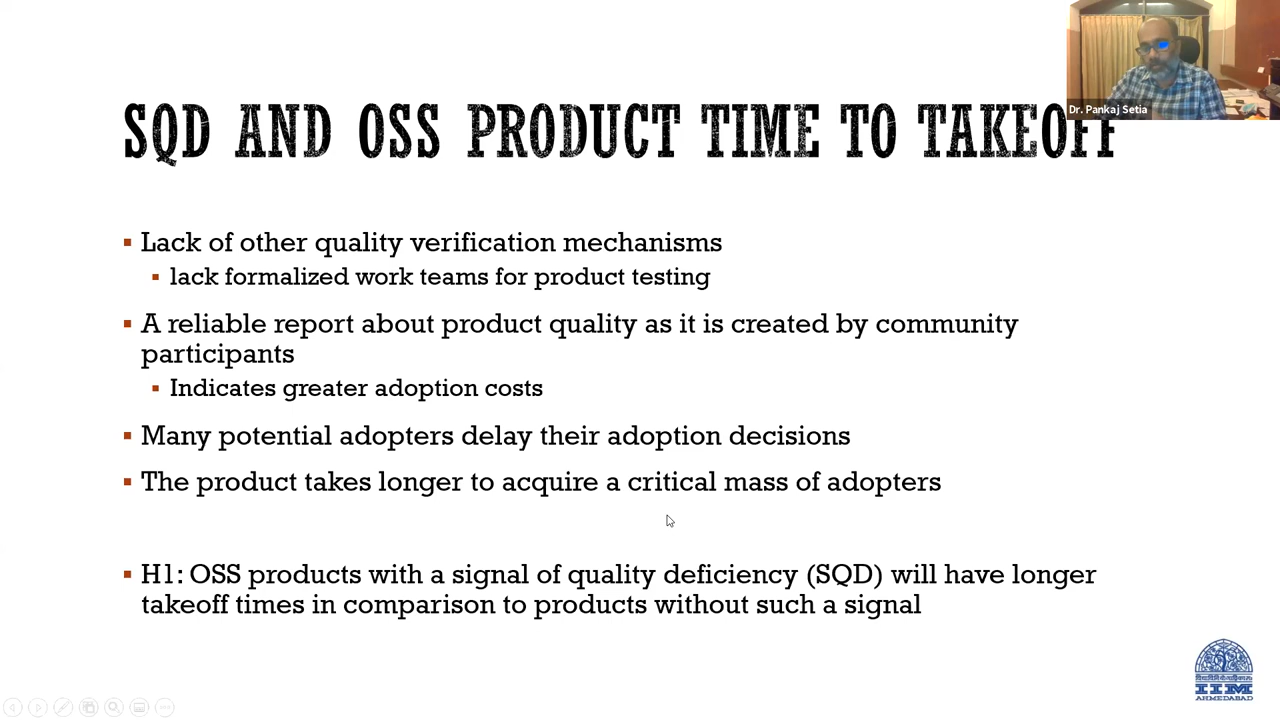 Dr. Pankaj Setia
SQD AND OSS PRODUCT TIME TO TAKEOFF
Lack of other quality verification mechanisms
lack formalized work teams for product testing
A reliable report about product quality as it is created by community
participants
Indicates greater adoption costs
Many potential adopters delay their adoption decisions
The product takes longer to acquire a critical mass of adopters
H1: OSS products with a signal of quality deficiency (SQD) will have longer
takeoff times in comparison to products without such a signal
IIM
AHMEDABAD